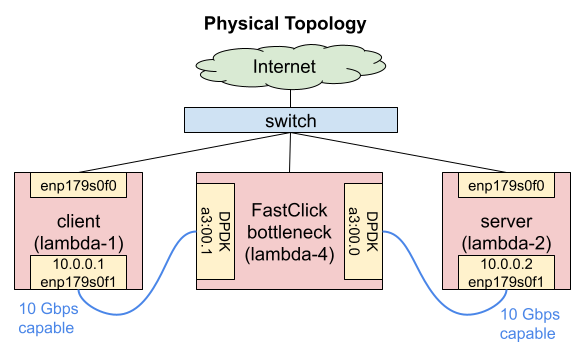 Physical Topology
Internet
switch
enp179s0f0
client
(lambda-1)
10.0.0.1
enp179s0f1
10 Gbps
capable
DPDK
a3:00.1
FastClick
bottleneck
(lambda-4)
DPDK
a3:00.0
enp179s0f0
server
(lambda-2)
10.0.0.2
enp179s0f1
10 Gbps
capable